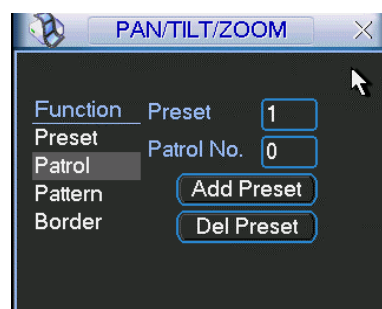 PAN/TILT/ZOOM
Function Preset 1
Preset
Patrol No. 0
Patrol
Pattern Add Preset
Border Del Preset